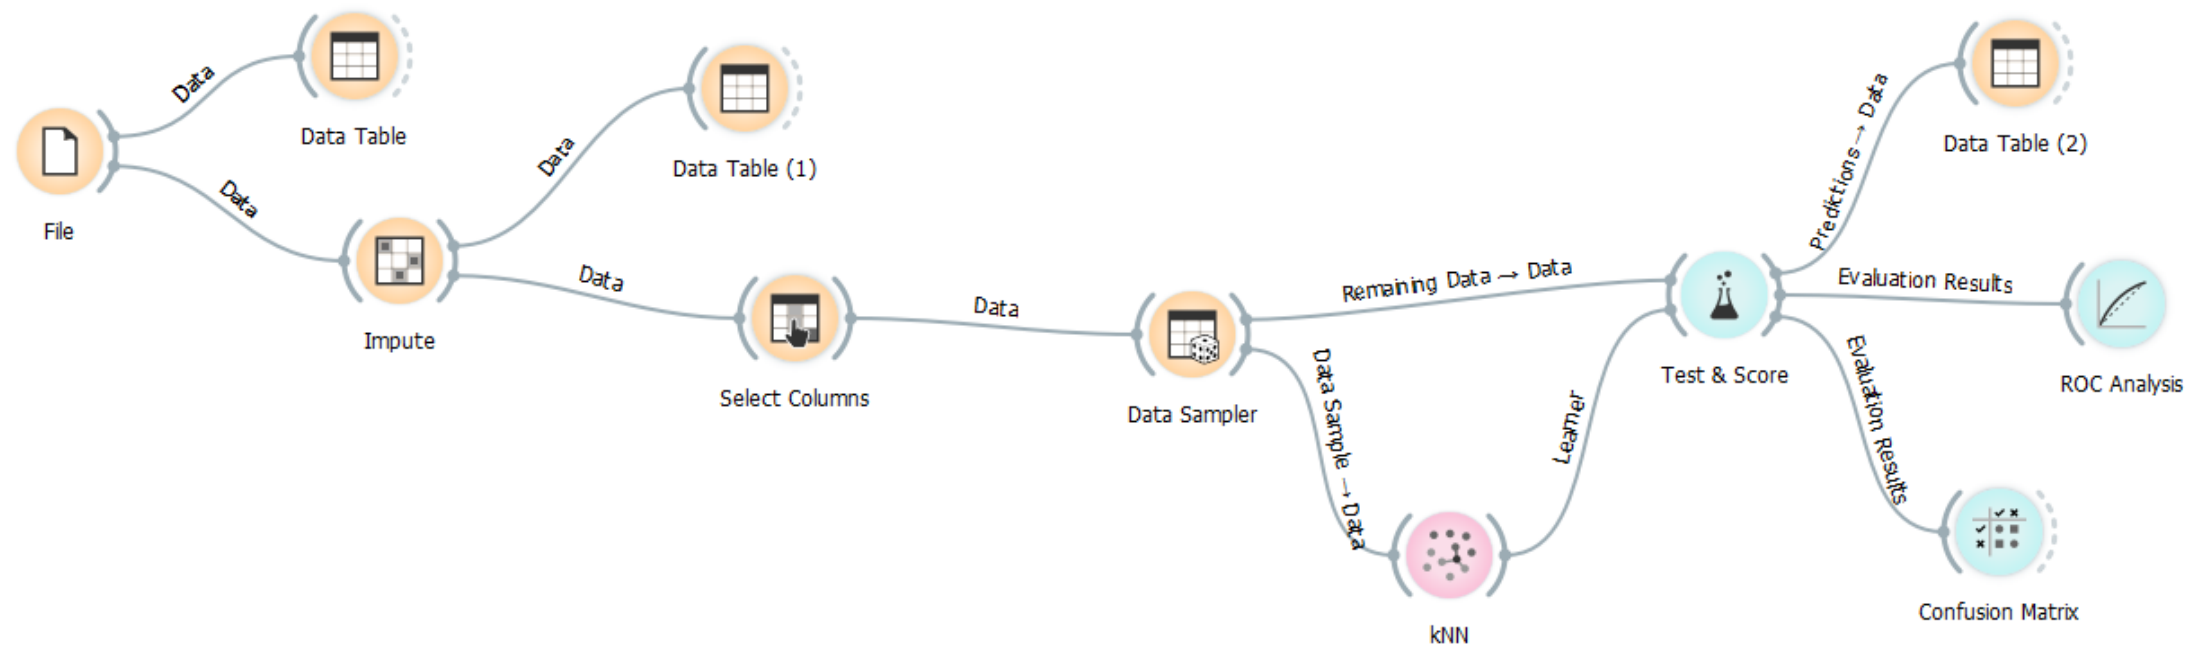 Data
Data Table
File
Data
Impute
Data
Data Table (1)
Data
Select Columns
Data
Data Sampler
Remaining Data → Data
Data Sample → Data
kNN
Learner
Test & Score
Predictions → Data
Data Table (2)
Evaluation Results
ROC Analysis
Evaluation Results
Confusion Matrix